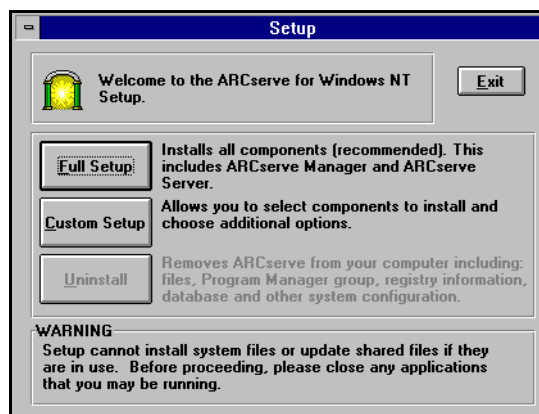 Setup
Welcome to the ARCserve for Windows NT
Setup.
Exit
Full Setup
Installs all components (recommended). This
includes ARCserve Manager and ARCserve
Server.
Custom Setup
Allows you to select components to install and
choose additional options.
Uninstall
Removes ARCserve from your computer including:
files, Program Manager group, registry information,
database and other system configuration.
WARNING
Setup cannot install system files or update shared files if they
are in use.  Before proceeding, please close any applications
that you may be running.